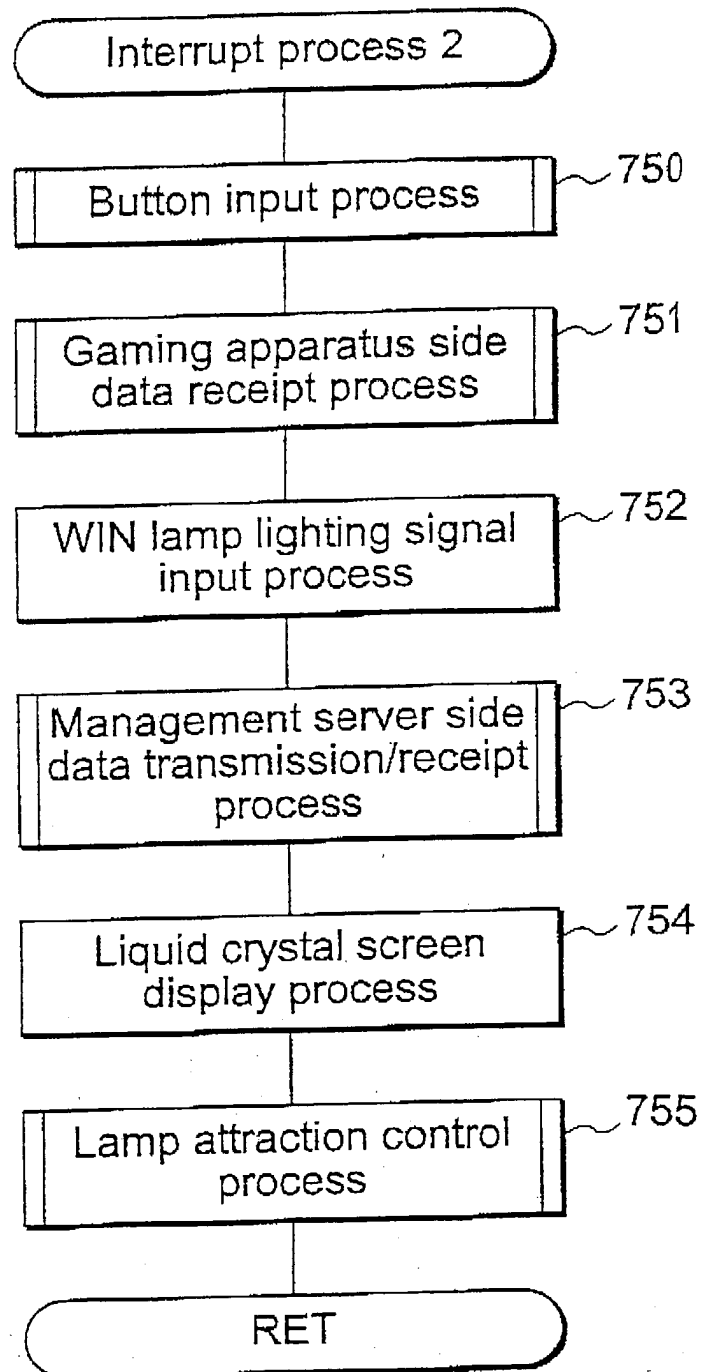 Interrupt process 2
Button input process
750
Gaming apparatus side
data receipt process
751
WIN lamp lighting signal
input process
752
Management server side
data transmission/receipt
process
753
Liquid crystal screen
display process
754
Lamp attraction control
process
755
RET